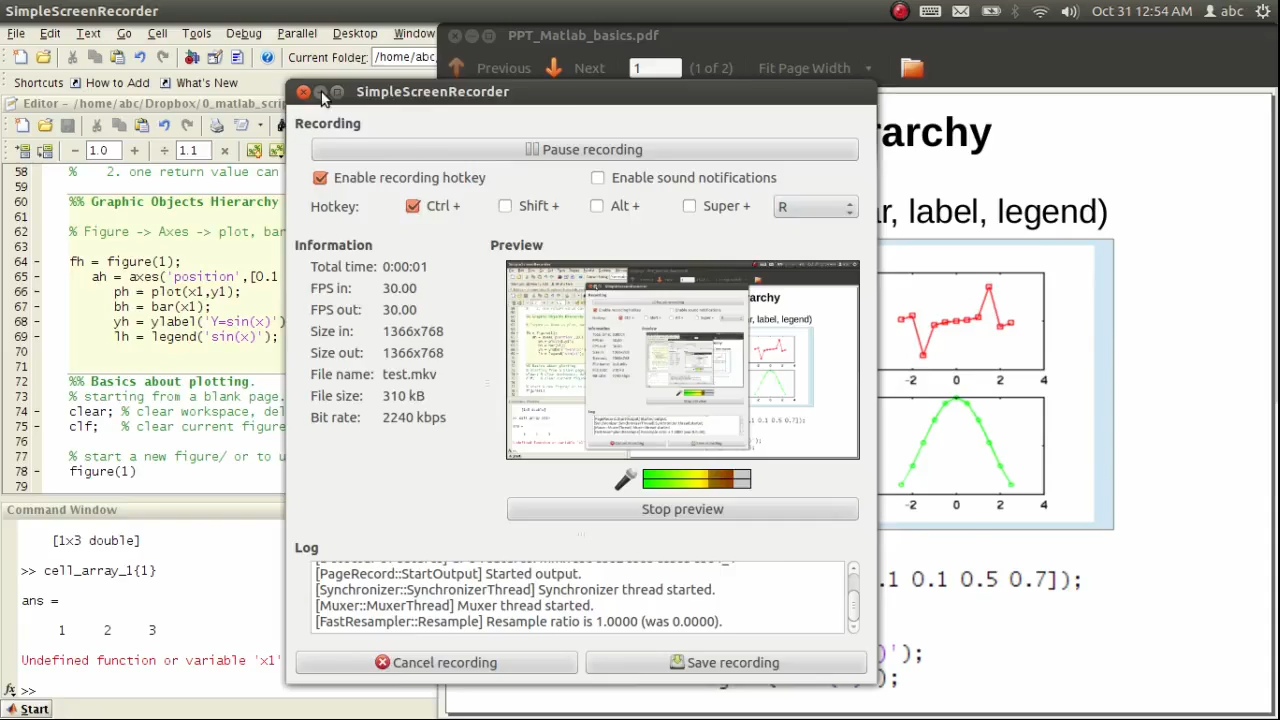 SimpleScreenRecorder
Oct 31 12:54 AM abc
File Edit Text Go Cell Tools Debug Parallel Desktop Window
Current Folder: /home/abc
Shortcuts How to Add What's New
Editor - /home/abc/Dropbox/0_matlab_scri
1.0 + ÷ 1.1 ×
58 % 2. one return value can
59
60 %% Graphic Objects Hierarchy
61
62 % Figure -> Axes -> plot, bar
63
64 - fh = figure(1);
65 - 'position',[0.1
66 - ph = plot(x1,y1);
67 - bh = bar(x1);
68 - yh = ylabel('Y=sin(x)'
69 - lh = legend('sin(x)');
71
72 %% Basics about plotting.
73 % starting from a blank page.
74 - clear; % clear workspace, del
75 - clf; % clear current figure
76
77 % start a new figure/ or to u
78 - figure(1)
79
Command Window
[1x3 double]
>> cell_array_1{1}
ans =
1 2 3
Undefined function or variable 'x1'
fx >>
Start
PPT_Matlab_basics.pdf
Previous Next 1 (1 of 2) Fit Page Width
rarchy
ar, label, legend)
-2 0 2 4
-2 0 2 4
.1 0.1 0.5 0.7]);
)');
);
SimpleScreenRecorder
Recording
Pause recording
Enable recording hotkey Enable sound notifications
Hotkey: Ctrl + Shift + Alt + Super + R
Information
Total time: 0:00:01
FPS in: 30.00
FPS out: 30.00
Size in: 1366x768
Size out: 1366x768
File name: test.mkv
File size: 310 kB
Bit rate: 2240 kbps
Preview
Stop preview
Log
[PageRecord::StartOutput] Started output.
[Synchronizer::SynchronizerThread] Synchronizer thread started.
[Muxer::MuxerThread] Muxer thread started.
[FastResampler::Resample] Resample ratio is 1.0000 (was 0.0000).
Cancel recording Save recording